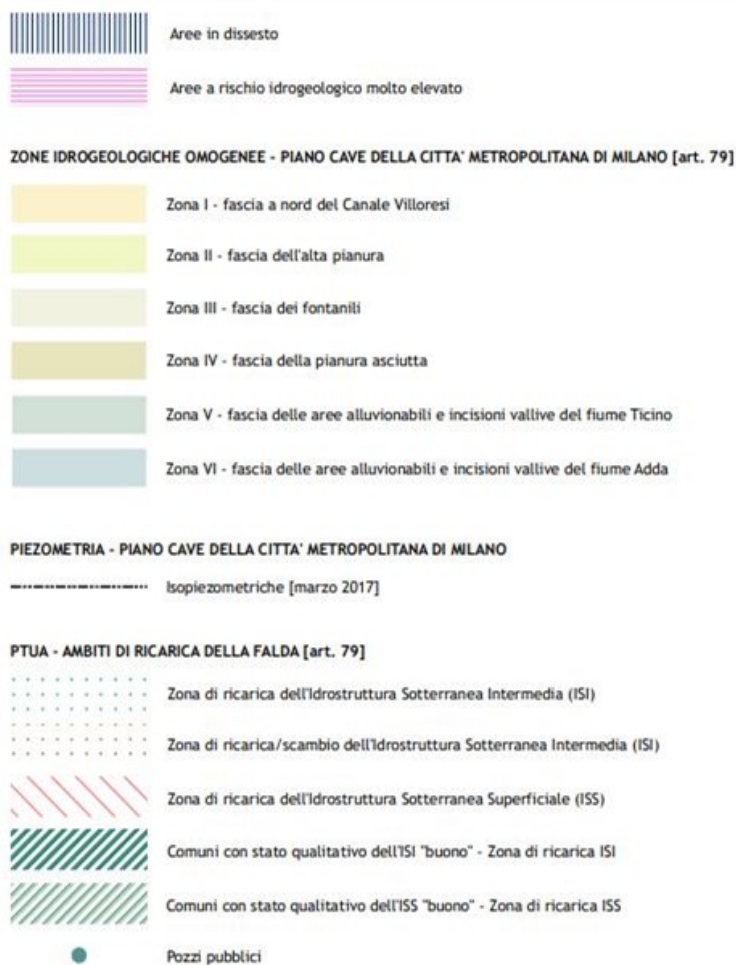 Aree in dissesto
Aree a rischio idrogeologico molto elevato
ZONE IDROGEOLOGICHE OMOGENEE - PIANO CAVE DELLA CITTA' METROPOLITANA DI MILANO [art. 79]
Zona I - fascia a nord del Canale Villoresi
Zona II - fascia dell'alta pianura
Zona III - fascia dei fontanili
Zona IV - fascia della pianura asciutta
Zona V - fascia delle aree alluvionabili e incisioni vallive del fiume Ticino
Zona VI - fascia delle aree alluvionabili e incisioni vallive del fiume Adda
PIEZOMETRIA - PIANO CAVE DELLA CITTA' METROPOLITANA DI MILANO
Isopiezometriche [marzo 2017]
PTUA - AMBITI DI RICARICA DELLA FALDA [art. 79]
Zona di ricarica dell'Idrostruttura Sotterranea Intermedia (ISI)
Zona di ricarica/scambio dell'Idrostruttura Sotterranea Intermedia (ISI)
Zona di ricarica dell'Idrostruttura Sotterranea Superficiale (ISS)
Comuni con stato qualitativo dell'ISI "buono" - Zona di ricarica ISI
Comuni con stato qualitativo dell'ISS "buono" - Zona di ricarica ISS
Pozzi pubblici